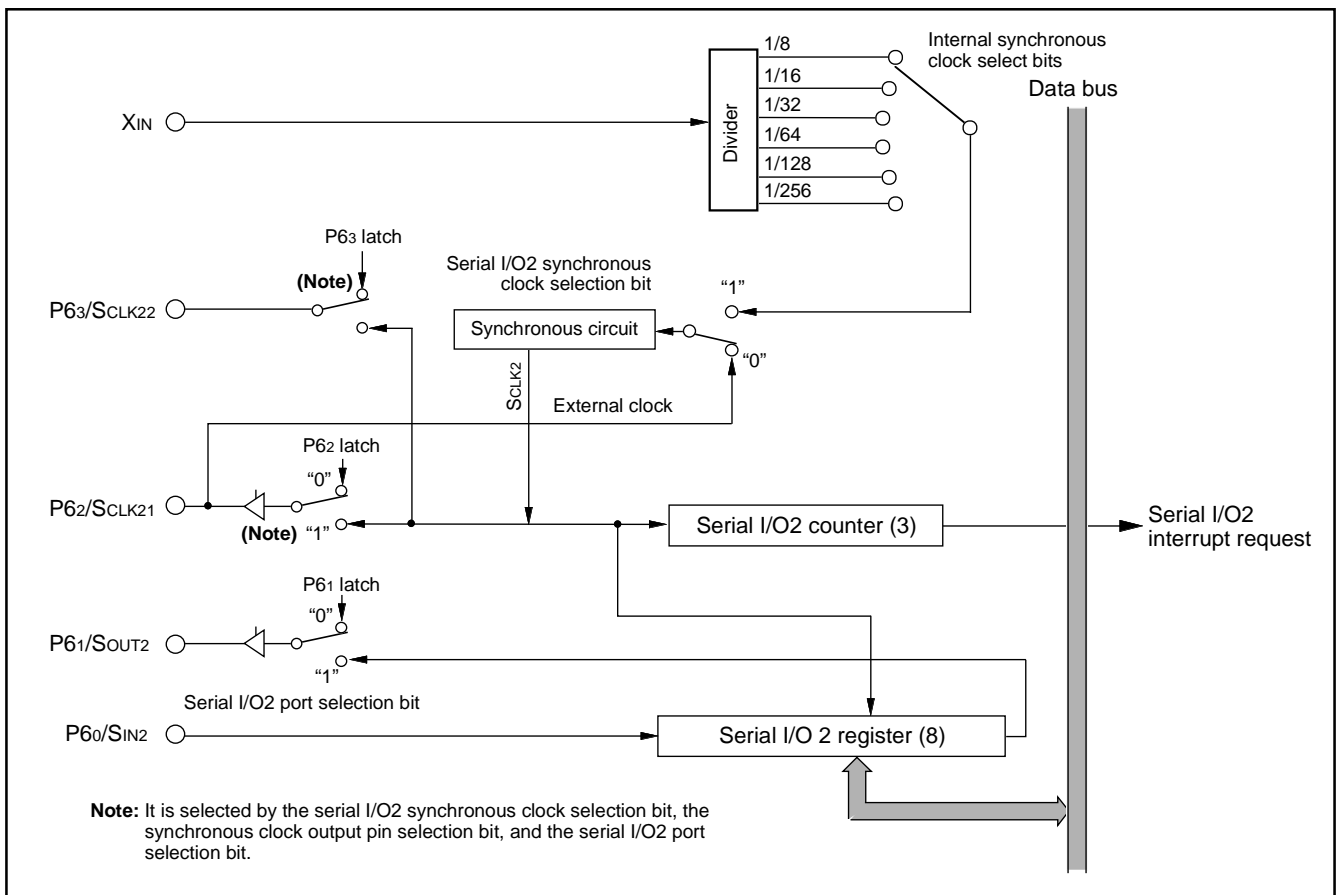 1/8
Internal synchronous
clock select bits
1/16
Data bus
1/32
XIN
Divider
1/64
1/128
1/256
P63 latch
Serial I/O2 synchronous
clock selection bit
(Note)
“1”
P63/SCLK22
Synchronous circuit
“0”
SCLK2
External clock
P62 latch
“0”
P62/SCLK21
(Note)
“1”
Serial I/O2 counter (3)
Serial I/O2
interrupt request
P61 latch
“0”
P61/SOUT2
“1”
Serial I/O2 port selection bit
P60/SIN2
Serial I/O 2 register (8)
Note: It is selected by the serial I/O2 synchronous clock selection bit, the
synchronous clock output pin selection bit, and the serial I/O2 port
selection bit.